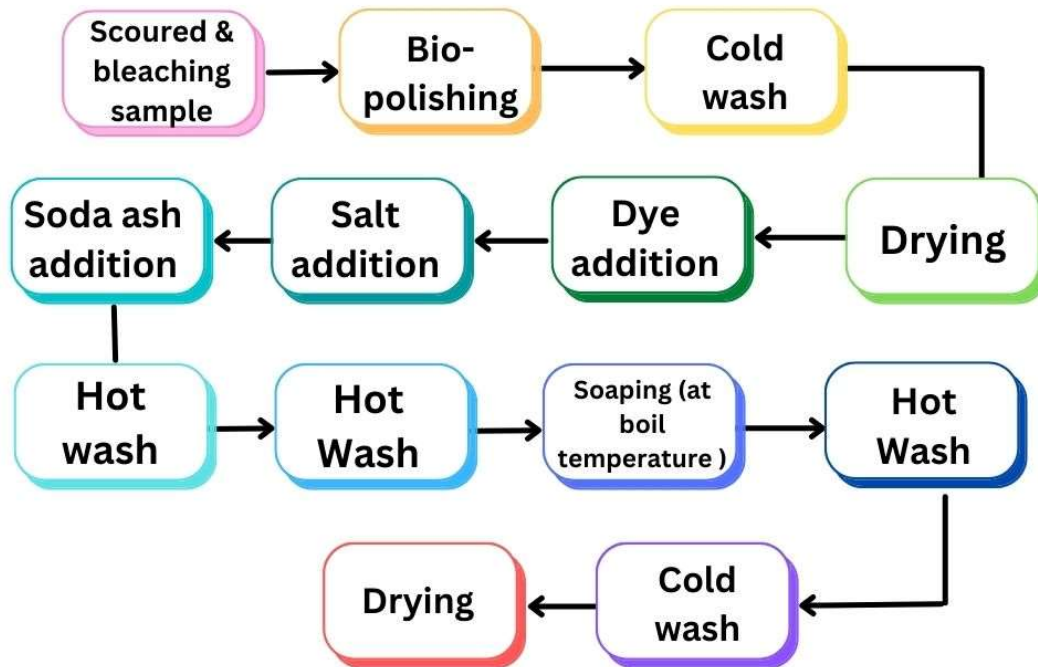 Scoured &
bleaching
sample
Bio-
polishing
Cold
wash
Drying
Dye
addition
Salt
addition
Soda ash
addition
Hot
wash
Hot
Wash
Soaping (at
boil
temperature )
Hot
Wash
Cold
wash
Drying